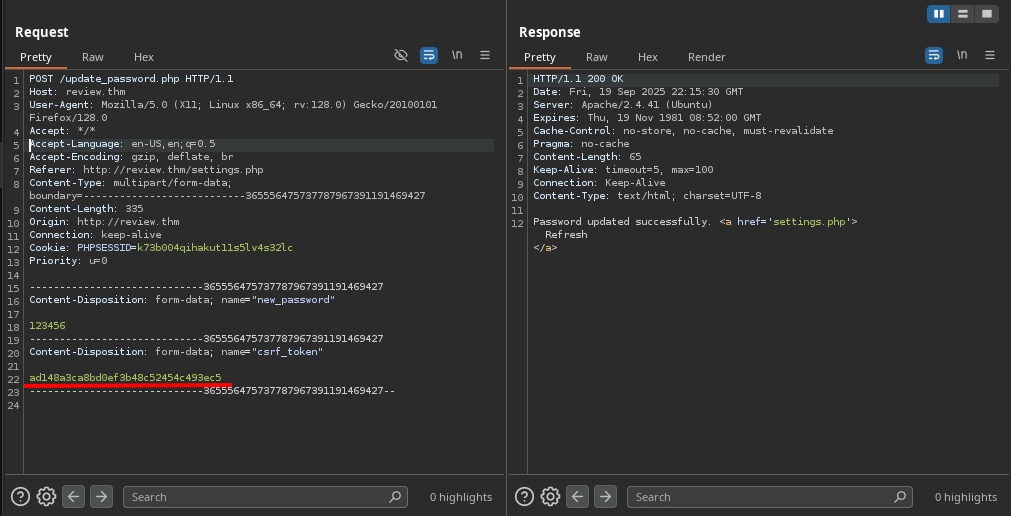 Request
Pretty Raw Hex \n
1 POST /update_password.php HTTP/1.1
2 Host: review.thm
3 User-Agent: Mozilla/5.0 (X11; Linux x86_64; rv:128.0) Gecko/20100101
Firefox/128.0
4 Accept: */*
5 Accept-Language: en-US,en;q=0.5
6 Accept-Encoding: gzip, deflate, br
7 Referer: http://review.thm/settings.php
8 Content-Type: multipart/form-data;
boundary=---------------------------365556475737787967391191469427
9 Content-Length: 335
10 Origin: http://review.thm
11 Connection: keep-alive
12 Cookie: PHPSESSID=k73b004qihakut11s5lv4s32lc
13 Priority: u=0
14
15 -----------------------------365556475737787967391191469427
16 Content-Disposition: form-data; name="new_password"
17
18 123456
19 -----------------------------365556475737787967391191469427
20 Content-Disposition: form-data; name="csrf_token"
21
22 ad148a3ca8bd0ef3b48c52454c493ec5
23 -----------------------------365556475737787967391191469427--
24
Search 0 highlights
Response
Pretty Raw Hex Render \n
1 HTTP/1.1 200 OK
2 Date: Fri, 19 Sep 2025 22:15:30 GMT
3 Server: Apache/2.4.41 (Ubuntu)
4 Expires: Thu, 19 Nov 1981 08:52:00 GMT
5 Cache-Control: no-store, no-cache, must-revalidate
6 Pragma: no-cache
7 Content-Length: 65
8 Keep-Alive: timeout=5, max=100
9 Connection: Keep-Alive
10 Content-Type: text/html; charset=UTF-8
11
12 Password updated successfully. <a href='settings.php'>
Refresh
</a>
Search 0 highlights